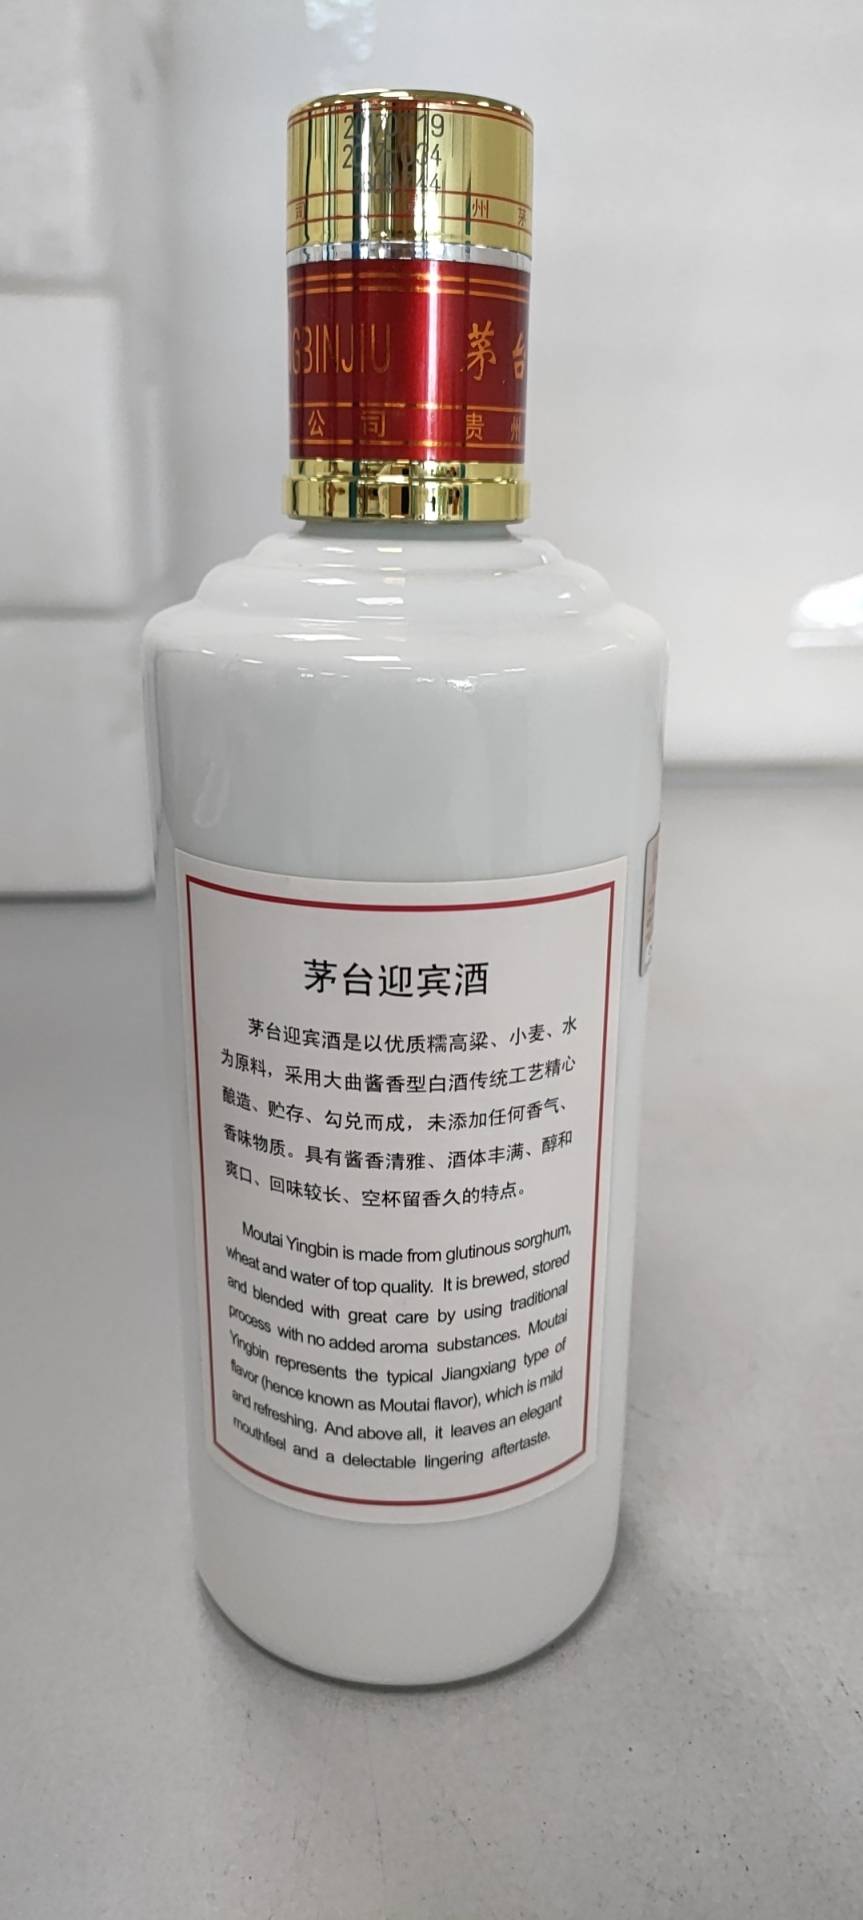 司 州 茅
GBINJIU 茅台
公司 贵州
茅台迎宾酒
茅台迎宾酒是以优质糯高粱、小麦、水
为原料，采用大曲酱香型白酒传统工艺精心
酿造、贮存、勾兑而成，未添加任何香气、
香味物质。具有酱香清雅、酒体丰满、醇和
爽口、回味较长、空杯留香久的特点。
Moutai Yingbin is made from glutinous sorghum,
wheat and water of top quality. It is brewed, stored
and blended with great care by using traditional
process with no added aroma substances. Moutai
Yingbin represents the typical Jiangxiang type of
flavor (hence known as Moutai flavor), which is mild
and refreshing. And above all, it leaves an elegant
mouthfeel and a delectable lingering aftertaste.